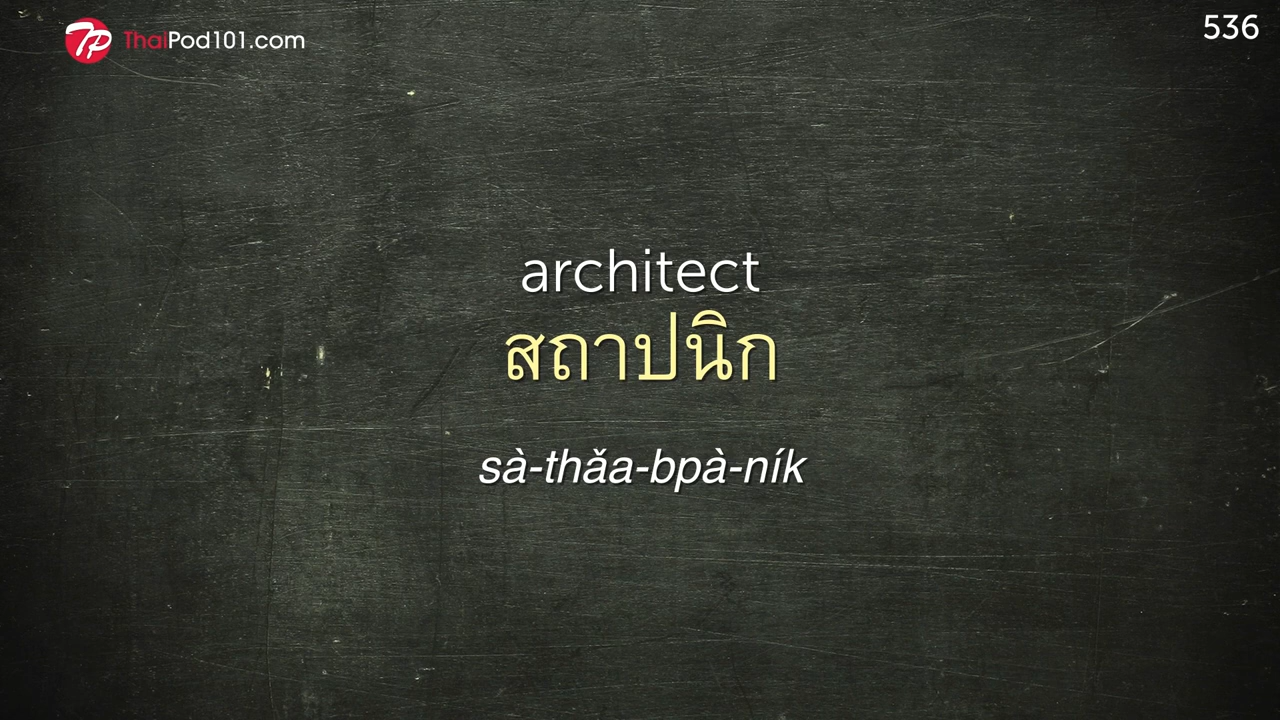 ThaiPod101.com
536
architect
สถาปนิก
sà-thǎa-bpà-ník